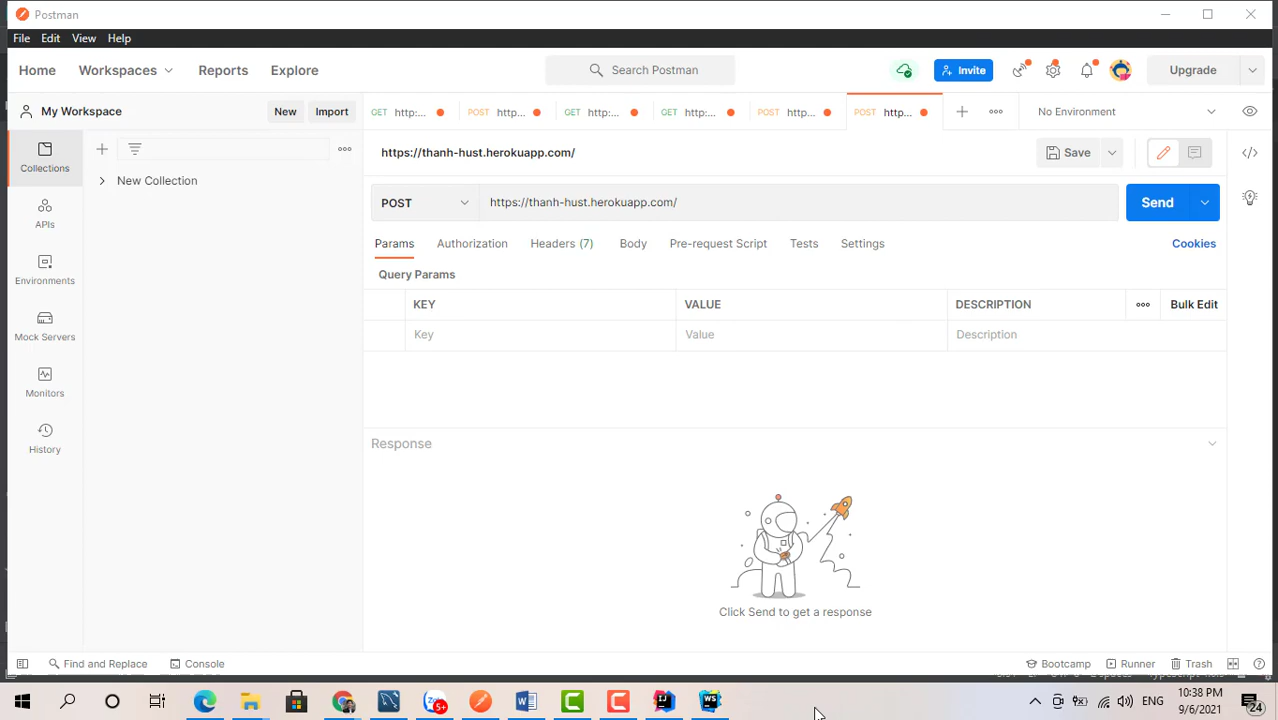 Postman
File Edit View Help
Home Workspaces Reports Explore Search Postman Invite Upgrade
My Workspace New Import GET http:... POST http... GET http:... GET http:... POST http... POST http... No Environment
Collections
https://thanh-hust.herokuapp.com/ Save
New Collection
POST https://thanh-hust.herokuapp.com/ Send
APIs
Params Authorization Headers (7) Body Pre-request Script Tests Settings Cookies
Query Params
Environments
KEY VALUE DESCRIPTION Bulk Edit
Key Value Description
Mock Servers
Monitors
History
Response
Click Send to get a response
Find and Replace Console Bootcamp Runner Trash
5+ ENG 10:38 PM
9/6/2021 24